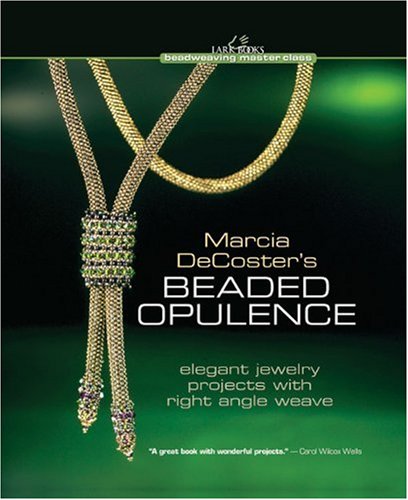 LARK BOOKS
beadweaving master class
Marcia
DeCoster's
BEADED
OPULENCE
elegant jewelry
projects with
right angle weave
"A great book with wonderful projects." — Carol Wilcox Wells